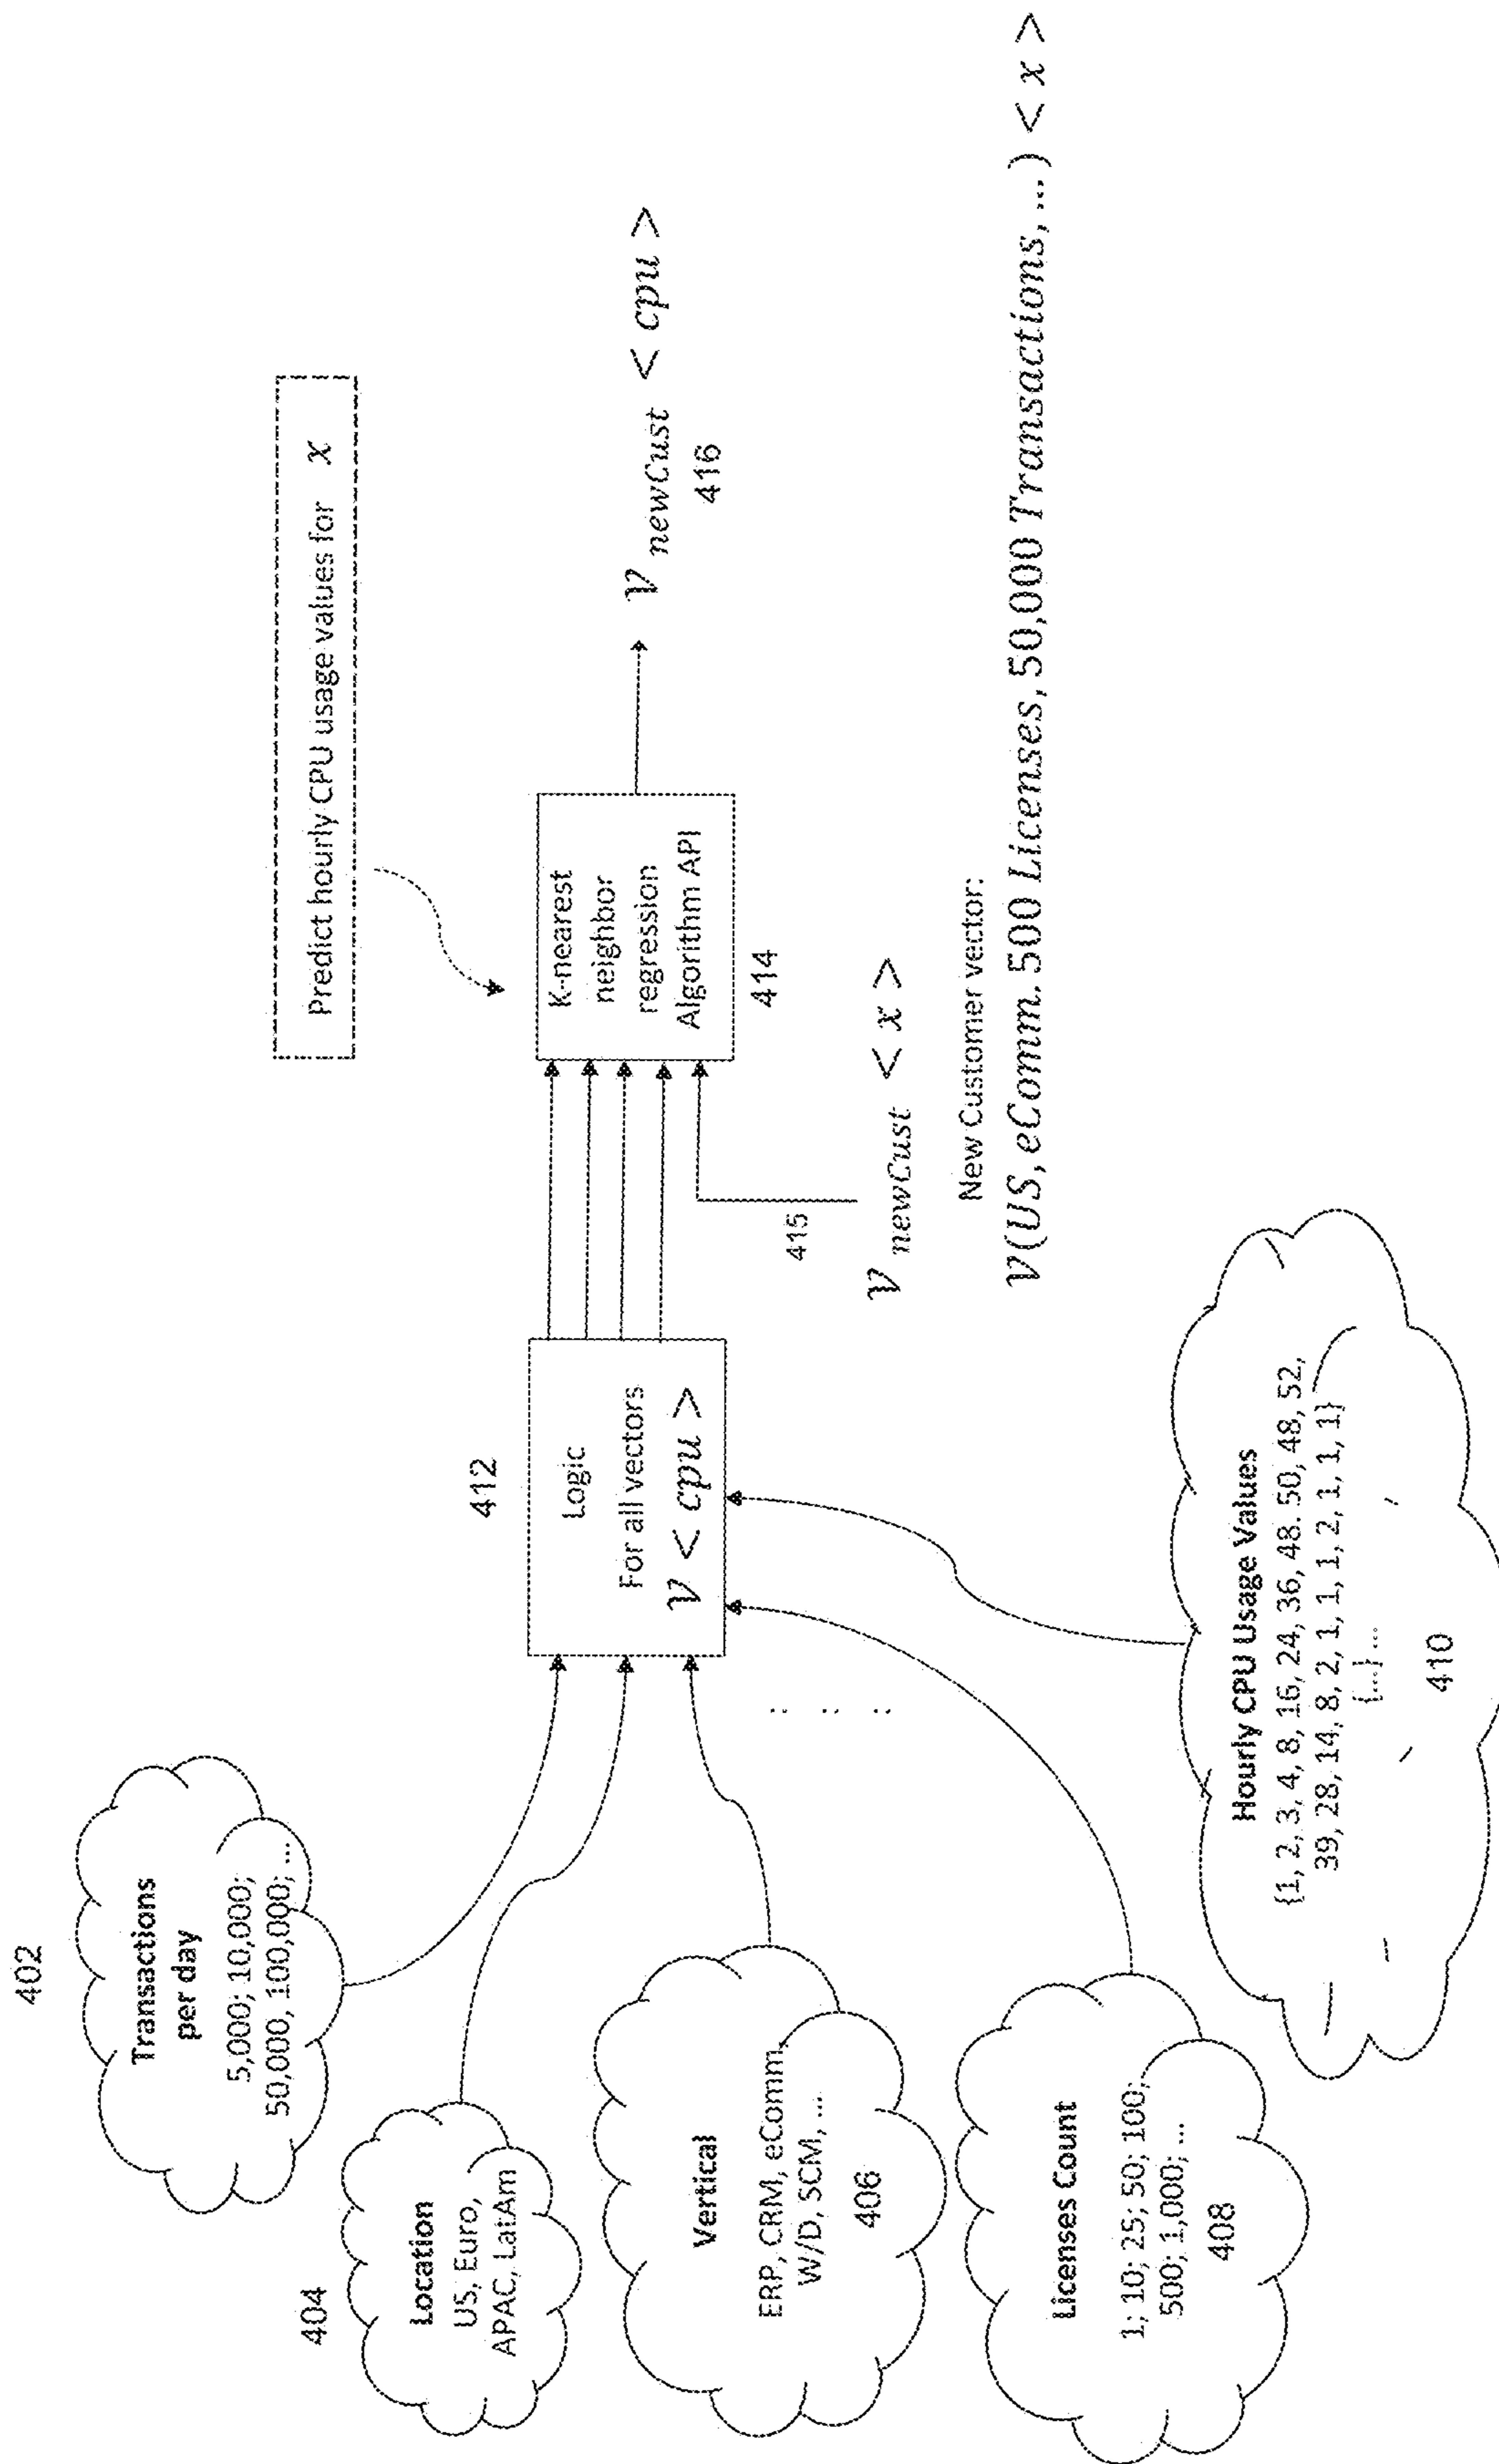 402
Transactions
per day
5,000; 10,000;
50,000, 100,000; ...
404
Location
US, Euro,
APAC, LatAm
Vertical
ERP, CRM, eComm,
W/D, SCM, ...
406
Licenses Count
1; 10; 25; 50; 100;
500; 1,000; ...
408
Hourly CPU Usage Values
{1, 2, 3, 4, 8, 16, 24, 36, 48. 50, 48, 52,
39, 28, 14, 8, 2, 1, 1, 1, 2, 1, 1, 1}
{...} ...
410
412
Logic
For all vectors
V < cpu >
Predict hourly CPU usage values for x
K-nearest
neighbor
regression
Algorithm API
414
415
V newCust < x >
V newCust < cpu >
416
New Customer vector:
V(US, eComm. 500 Licenses, 50,000 Transactions, ...) < x >